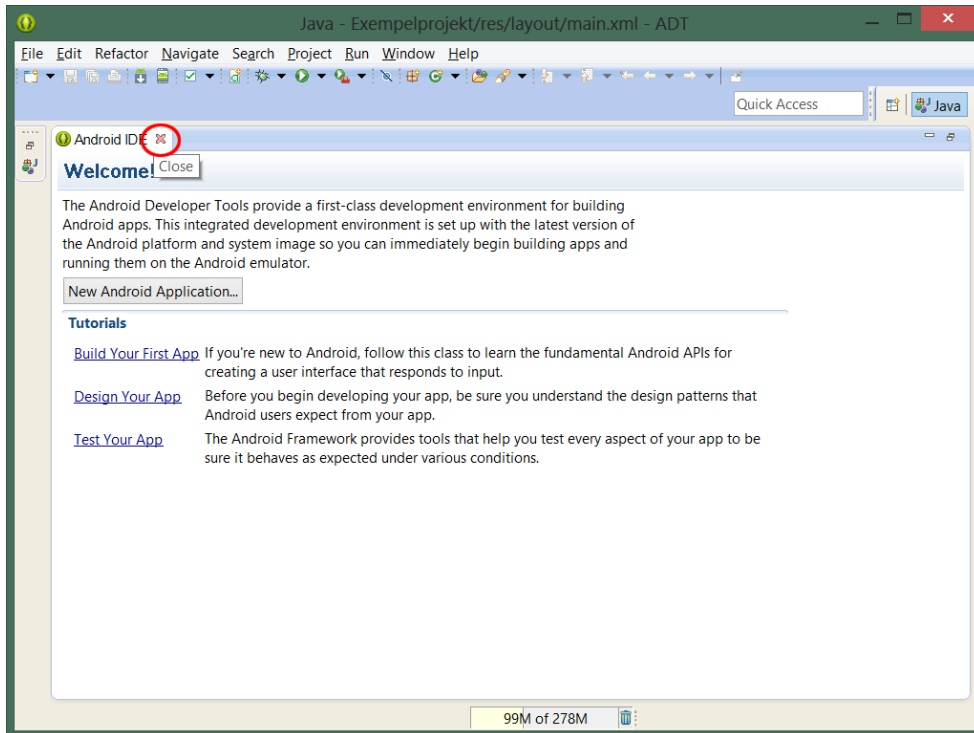 Java - Exempelprojekt/res/layout/main.xml - ADT
File Edit Refactor Navigate Search Project Run Window Help
Quick Access
Java
Android IDE
Close
Welcome!
The Android Developer Tools provide a first-class development environment for building
Android apps. This integrated development environment is set up with the latest version of
the Android platform and system image so you can immediately begin building apps and
running them on the Android emulator.
New Android Application...
Tutorials
Build Your First App If you're new to Android, follow this class to learn the fundamental Android APIs for
creating a user interface that responds to input.
Design Your App Before you begin developing your app, be sure you understand the design patterns that
Android users expect from your app.
Test Your App The Android Framework provides tools that help you test every aspect of your app to be
sure it behaves as expected under various conditions.
99M of 278M